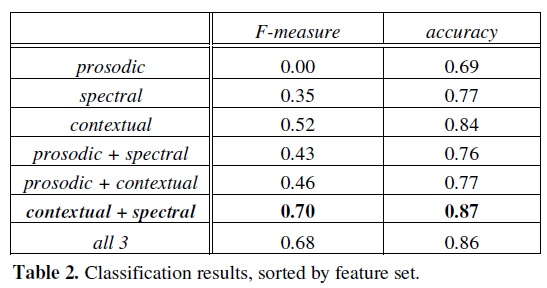 F-measure accuracy
prosodic 0.00 0.69
spectral 0.35 0.77
contextual 0.52 0.84
prosodic + spectral 0.43 0.76
prosodic + contextual 0.46 0.77
contextual + spectral 0.70 0.87
all 3 0.68 0.86
Table 2. Classification results, sorted by feature set.